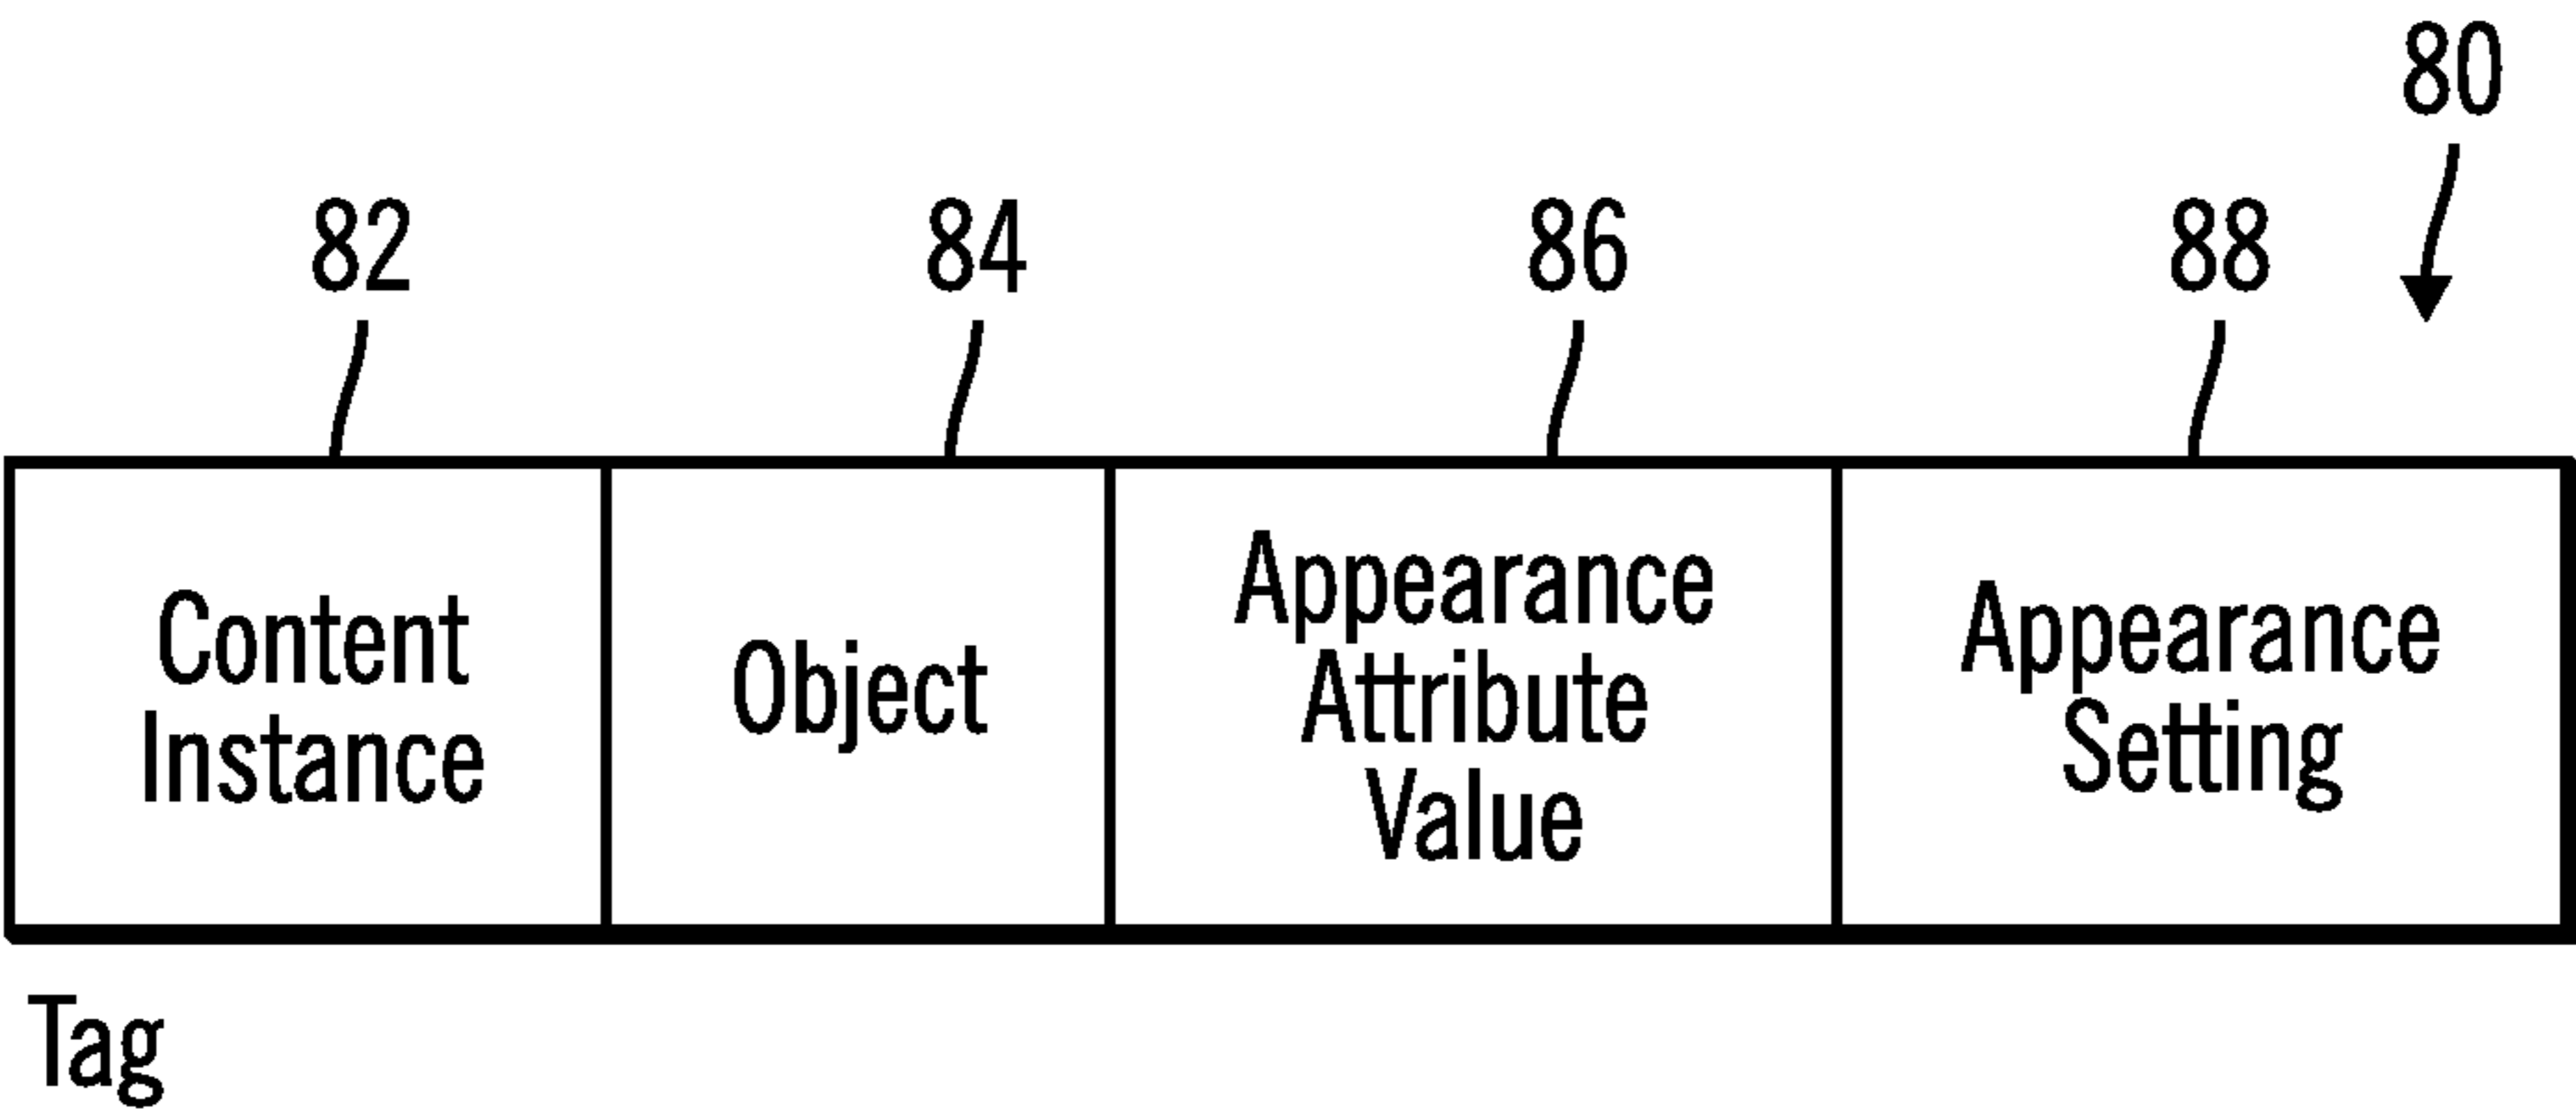 80
82 84 86 88
Content
Instance
Object
Appearance
Attribute
Value
Appearance
Setting
Tag